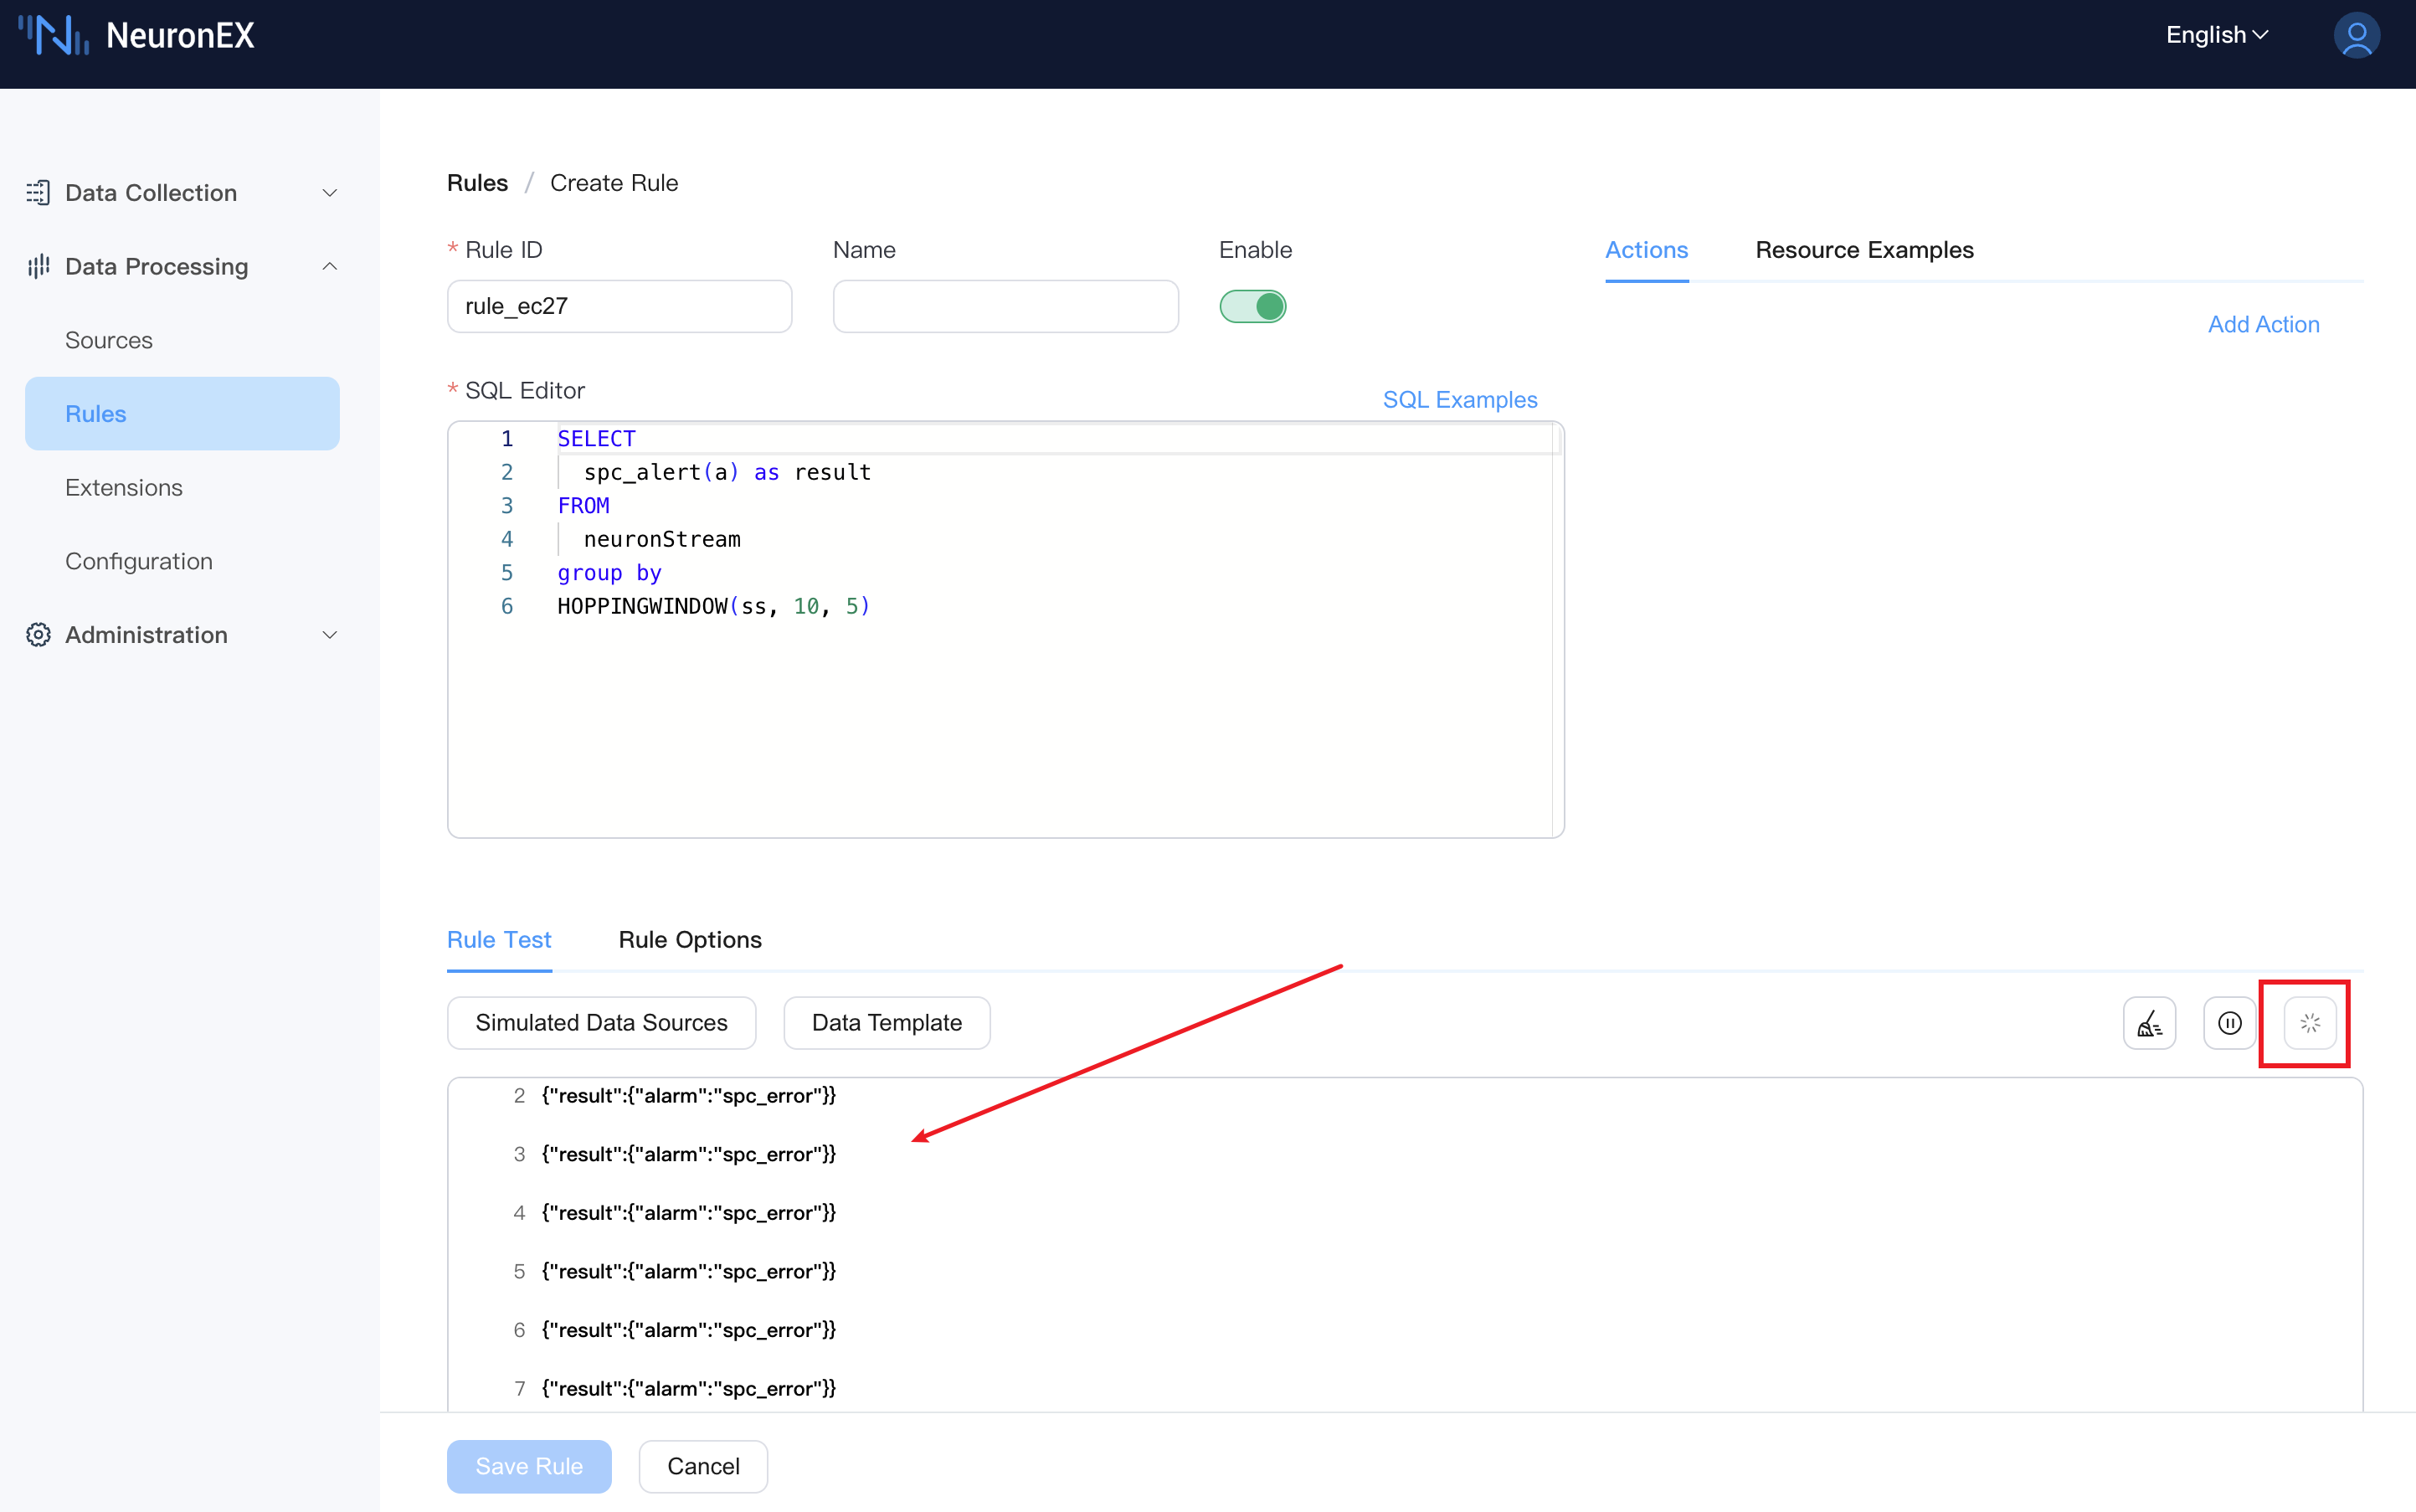 NeuronEX
English
Data Collection
Data Processing
Sources
Rules
Extensions
Configuration
Administration
Rules / Create Rule
* Rule ID
Name
Enable
rule_ec27
Actions
Resource Examples
Add Action
* SQL Editor
SQL Examples
1 SELECT
2 spc_alert(a) as result
3 FROM
4 neuronStream
5 group by
6 HOPPINGWINDOW(ss, 10, 5)
Rule Test
Rule Options
Simulated Data Sources
Data Template
2 {"result":{"alarm":"spc_error"}}
3 {"result":{"alarm":"spc_error"}}
4 {"result":{"alarm":"spc_error"}}
5 {"result":{"alarm":"spc_error"}}
6 {"result":{"alarm":"spc_error"}}
7 {"result":{"alarm":"spc_error"}}
Save Rule
Cancel